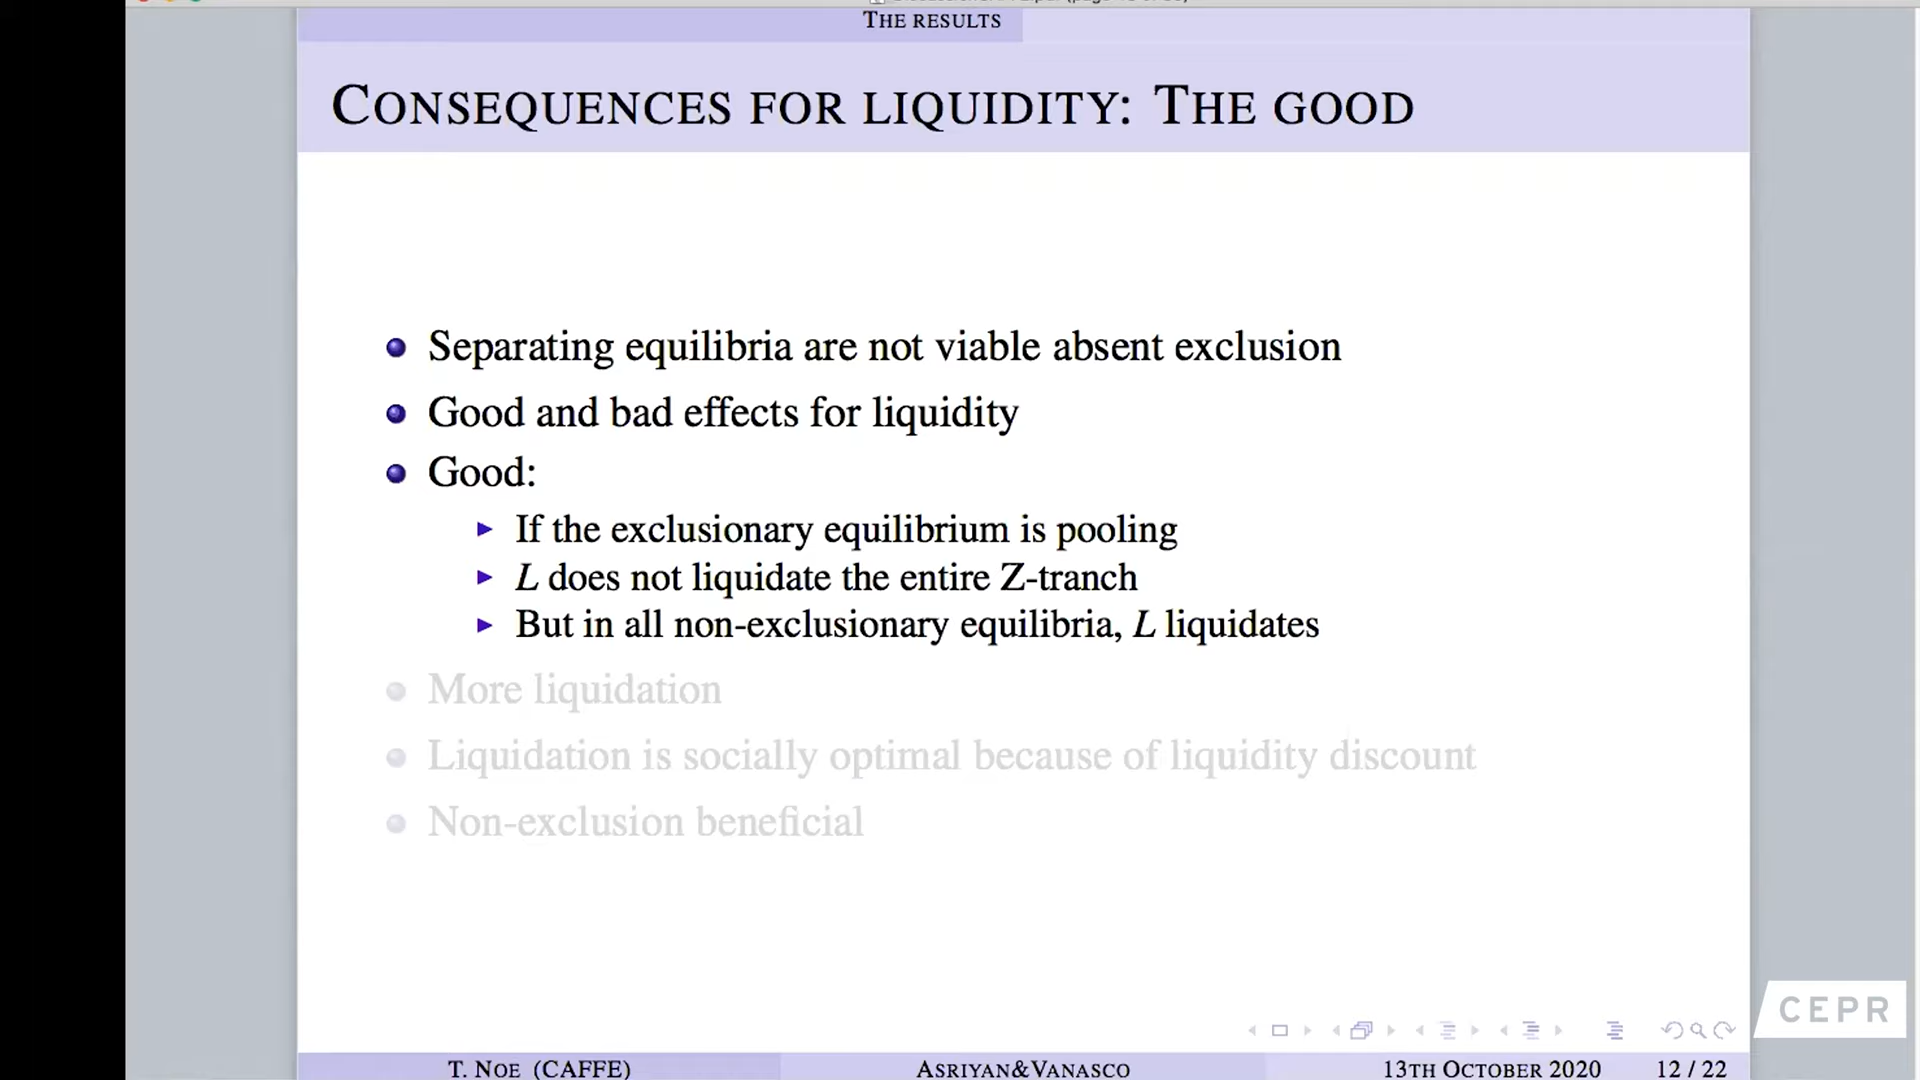 THE RESULTS
CONSEQUENCES FOR LIQUIDITY: THE GOOD
Separating equilibria are not viable absent exclusion
Good and bad effects for liquidity
Good:
If the exclusionary equilibrium is pooling
L does not liquidate the entire Z-tranch
But in all non-exclusionary equilibria, L liquidates
More liquidation
Liquidation is socially optimal because of liquidity discount
Non-exclusion beneficial
CEPR
T. NOE (CAFFE) ASRIYAN&VANASCO 13TH OCTOBER 2020 12 / 22